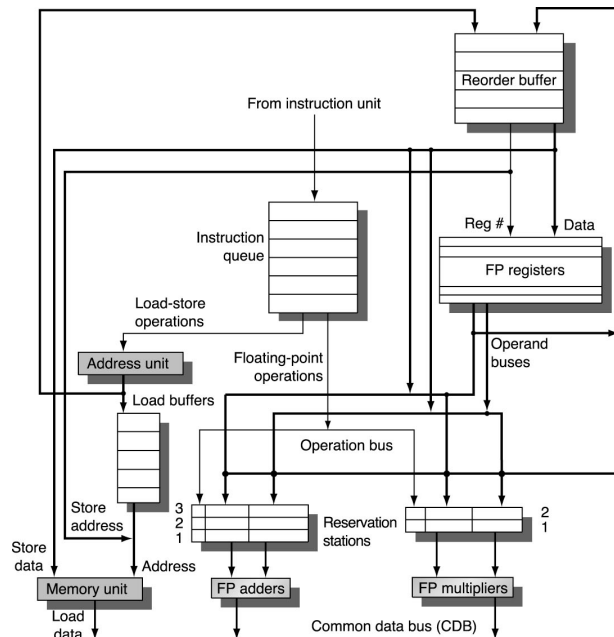 Reorder buffer
From instruction unit
Reg #
Data
Instruction
queue
FP registers
Load-store
operations
Operand
buses
Address unit
Floating-point
operations
Load buffers
Operation bus
3
2
1
Reservation
stations
2
1
Store
address
Store
data
Address
Memory unit
FP adders
FP multipliers
Load
data
Common data bus (CDB)